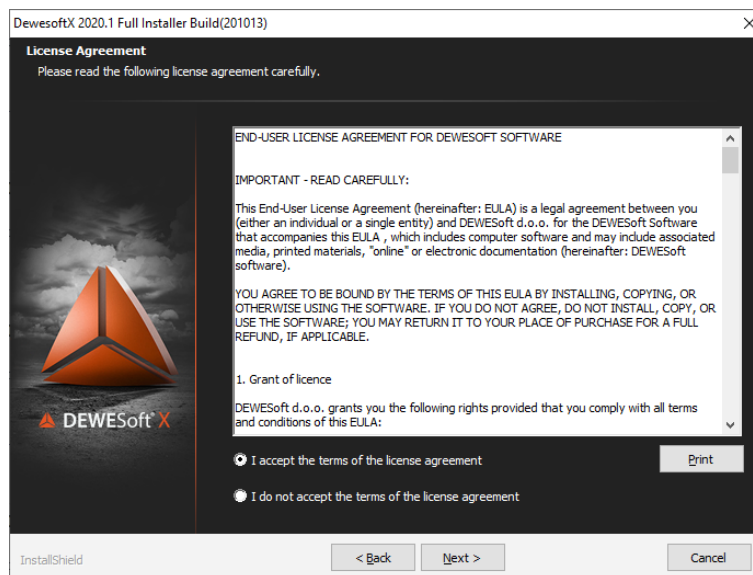 DewesoftX 2020.1 Full Installer Build(201013)
License Agreement
Please read the following license agreement carefully.
END-USER LICENSE AGREEMENT FOR DEWESOFT SOFTWARE
IMPORTANT - READ CAREFULLY:
This End-User License Agreement (hereinafter: EULA) is a legal agreement between you
(either an individual or a single entity) and DEWESoft d.o.o. for the DEWESoft Software
that accompanies this EULA , which includes computer software and may include associated
media, printed materials, "online" or electronic documentation (hereinafter: DEWESoft
software).
YOU AGREE TO BE BOUND BY THE TERMS OF THIS EULA BY INSTALLING, COPYING, OR
OTHERWISE USING THE SOFTWARE. IF YOU DO NOT AGREE, DO NOT INSTALL, COPY, OR
USE THE SOFTWARE; YOU MAY RETURN IT TO YOUR PLACE OF PURCHASE FOR A FULL
REFUND, IF APPLICABLE.
1. Grant of licence
DEWESoft d.o.o. grants you the following rights provided that you comply with all terms
and conditions of this EULA:
DEWESoft® X
I accept the terms of the license agreement
Print
I do not accept the terms of the license agreement
InstallShield
< Back
Next >
Cancel